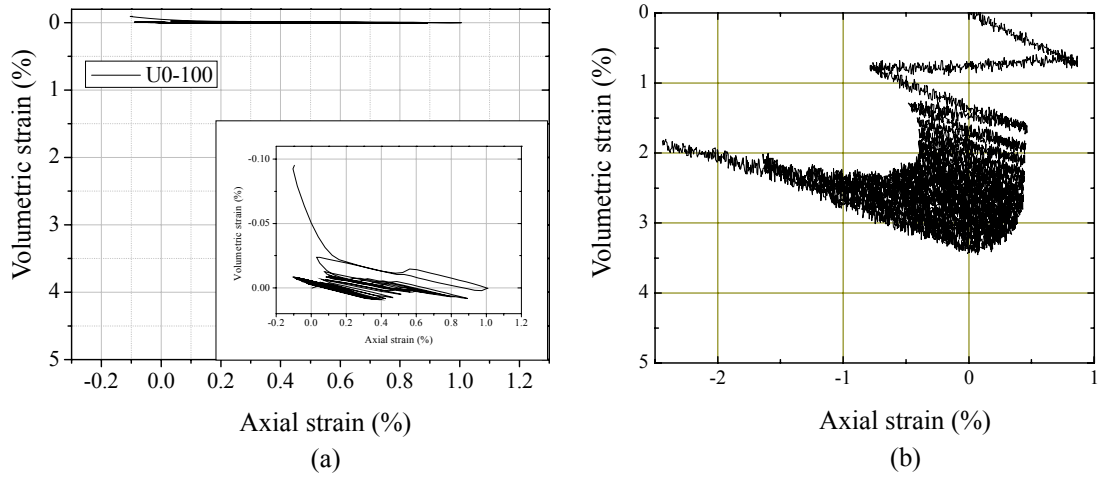 0
1
2
3
4
5
Volumetric strain (%)
U0-100
-0.10
-0.05
0.00
Volumetric strain (%)
-0.2 0.0 0.2 0.4 0.6 0.8 1.0 1.2
Axial strain (%)
-0.2 0.0 0.2 0.4 0.6 0.8 1.0 1.2
Axial strain (%)
(a)
0
1
2
3
4
5
Volumetric strain (%)
-2 -1 0 1
Axial strain (%)
(b)